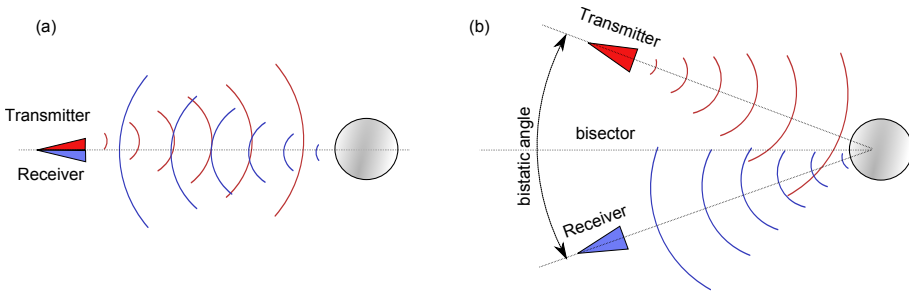 (a)
Transmitter
Receiver
(b)
Transmitter
bisector
bistatic angle
Receiver